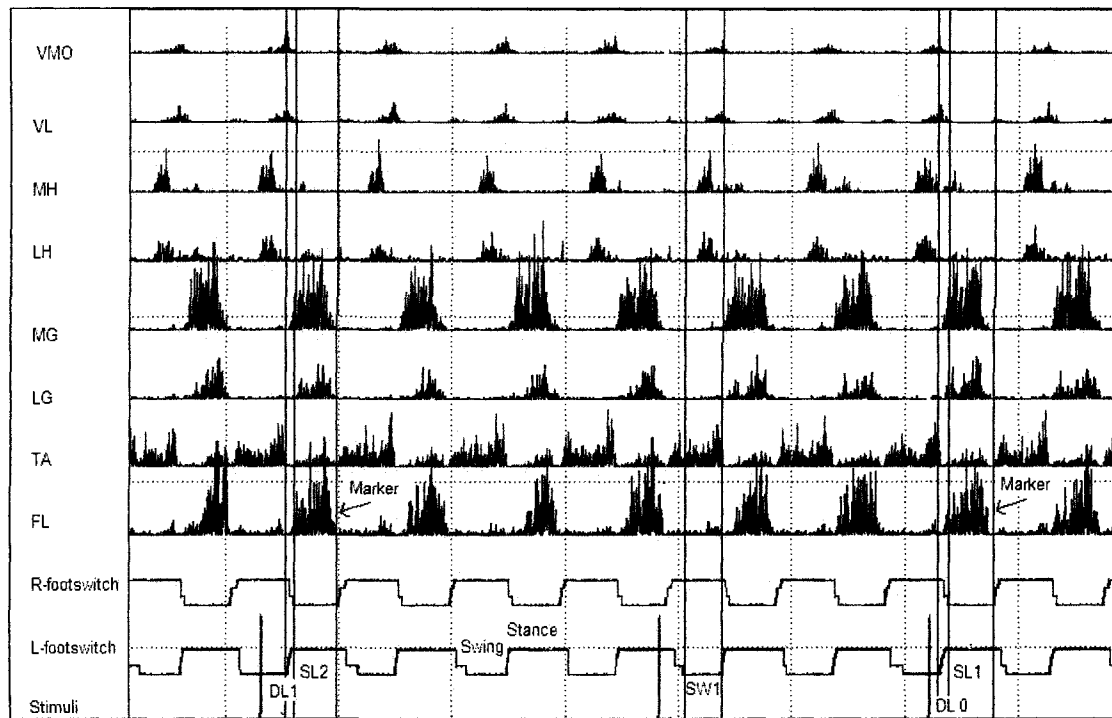 VMO
VL
MH
LH
MG
LG
TA
Marker
Marker
FL
R-footswitch
Stance
L-footswitch
Swing
SL2
SL1
DL1
SW1
DL 0
Stimuli